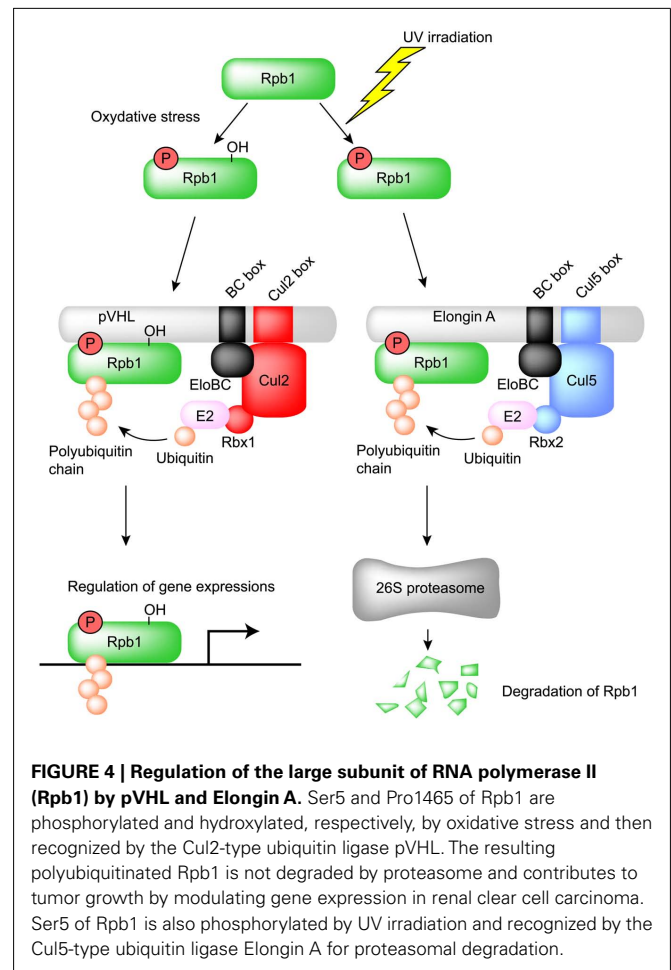 UV irradiation
Rpb1
Oxydative stress
P
OH
Rpb1
P
Rpb1
BC box
Cul2 box
BC box
Cul5 box
pVHL
Elongin A
P
OH
Rpb1
EloBC
Cul2
P
Rpb1
EloBC
Cul5
E2
Rbx1
E2
Rbx2
Polyubiquitin
chain
Ubiquitin
Polyubiquitin
chain
Ubiquitin
Regulation of gene expressions
P
OH
Rpb1
26S proteasome
Degradation of Rpb1
FIGURE 4 | Regulation of the large subunit of RNA polymerase II
(Rpb1) by pVHL and Elongin A. Ser5 and Pro1465 of Rpb1 are
phosphorylated and hydroxylated, respectively, by oxidative stress and then
recognized by the Cul2-type ubiquitin ligase pVHL. The resulting
polyubiquitinated Rpb1 is not degraded by proteasome and contributes to
tumor growth by modulating gene expression in renal clear cell carcinoma.
Ser5 of Rpb1 is also phosphorylated by UV irradiation and recognized by the
Cul5-type ubiquitin ligase Elongin A for proteasomal degradation.